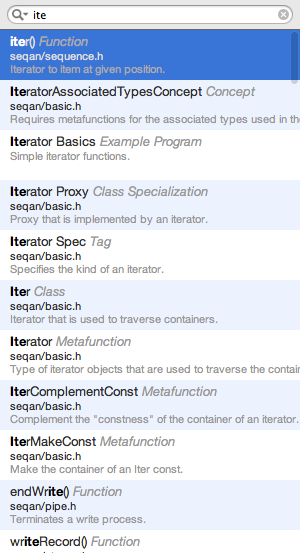 ite
iter() Function
seqan/sequence.h
Iterator to item at given position.
IteratorAssociatedTypesConcept Concept
seqan/basic.h
Requires metafunctions for the associated types used in the
Iterator Basics Example Program
Simple iterator functions.
Iterator Proxy Class Specialization
seqan/basic.h
Proxy that is implemented by an iterator.
Iterator Spec Tag
seqan/basic.h
Specifies the kind of an iterator.
Iter Class
seqan/basic.h
Iterator that is used to traverse containers.
Iterator Metafunction
seqan/basic.h
Type of iterator objects that are used to traverse the contain
IterComplementConst Metafunction
seqan/basic.h
Complement the "constness" of the container of an iterator.
IterMakeConst Metafunction
seqan/basic.h
Make the container of an Iter const.
endWrite() Function
seqan/pipe.h
Terminates a write process.
writeRecord() Function